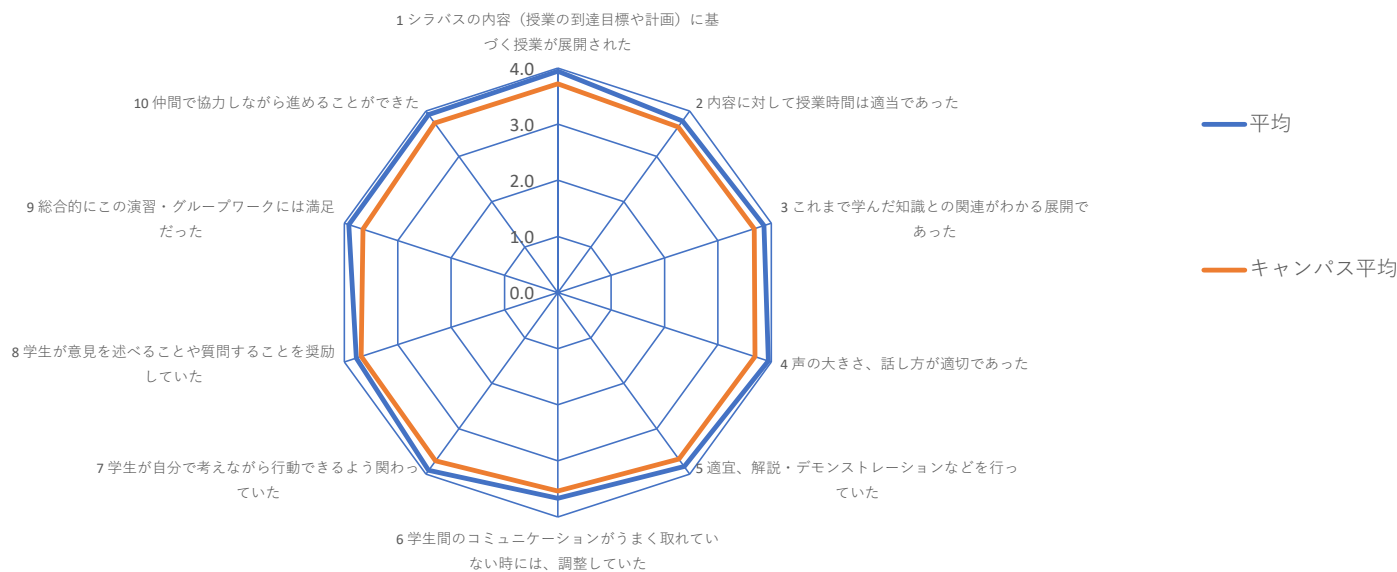 1 シラバスの内容（授業の到達目標や計画）に基
づく授業が展開された
4.0
10 仲間で協力しながら進めることができた
2 内容に対して授業時間は適当であった
平均
3.0
2.0
9 総合的にこの演習・グループワークには満足
だった
3 これまで学んだ知識との関連がわかる展開で
あった
1.0
キャンパス平均
0.0
8 学生が意見を述べることや質問することを奨励
していた
4 声の大きさ、話し方が適切であった
7 学生が自分で考えながら行動できるよう関わっ
ていた
5 適宜、解説・デモンストレーションなどを行っ
ていた
6 学生間のコミュニケーションがうまく取れてい
ない時には、調整していた